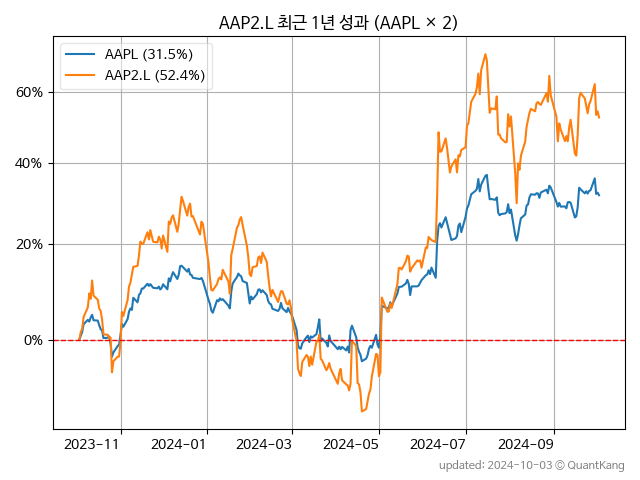 AAP2.L 최근 1년 성과 (AAPL × 2)
AAPL (31.5%)
AAP2.L (52.4%)
60%
40%
20%
0%
2023-11 2024-01 2024-03 2024-05 2024-07 2024-09
updated: 2024-10-03 © QuantKang